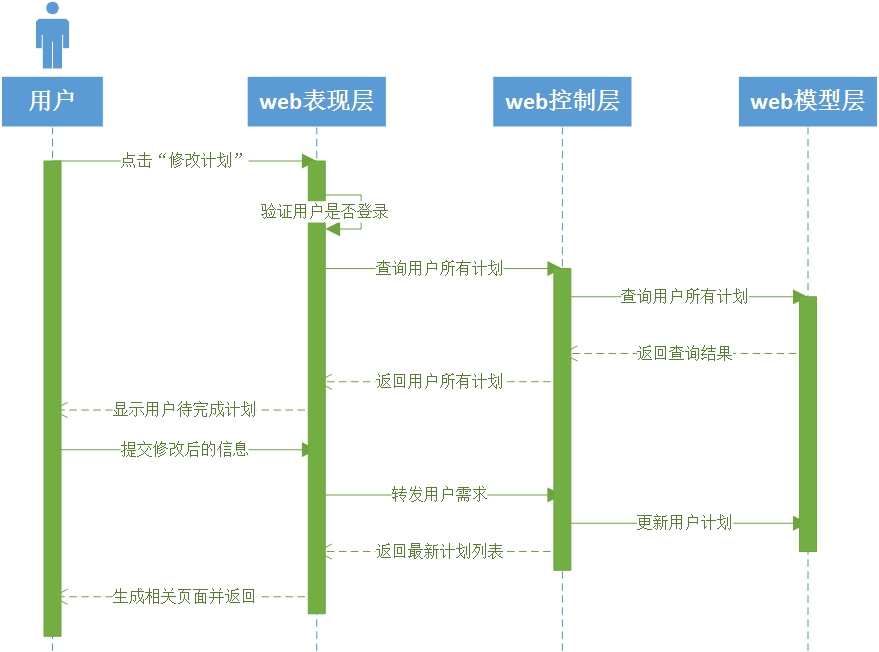 用户
web表现层
web控制层
web模型层
点击“修改计划”
验证用户是否登录
查询用户所有计划
查询用户所有计划
返回查询结果
返回用户所有计划
显示用户待完成计划
提交修改后的信息
转发用户需求
更新用户计划
返回最新计划列表
生成相关页面并返回